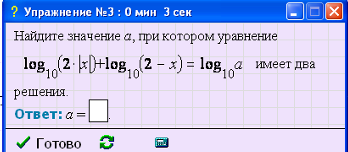 ? Упражнение №3 : 0 мин 3 сек
Найдите значение a, при котором уравнение
log₁₀(2·|x|)+log₁₀(2 − x) = log₁₀a имеет два
решения.
Ответ: a = .
Готово